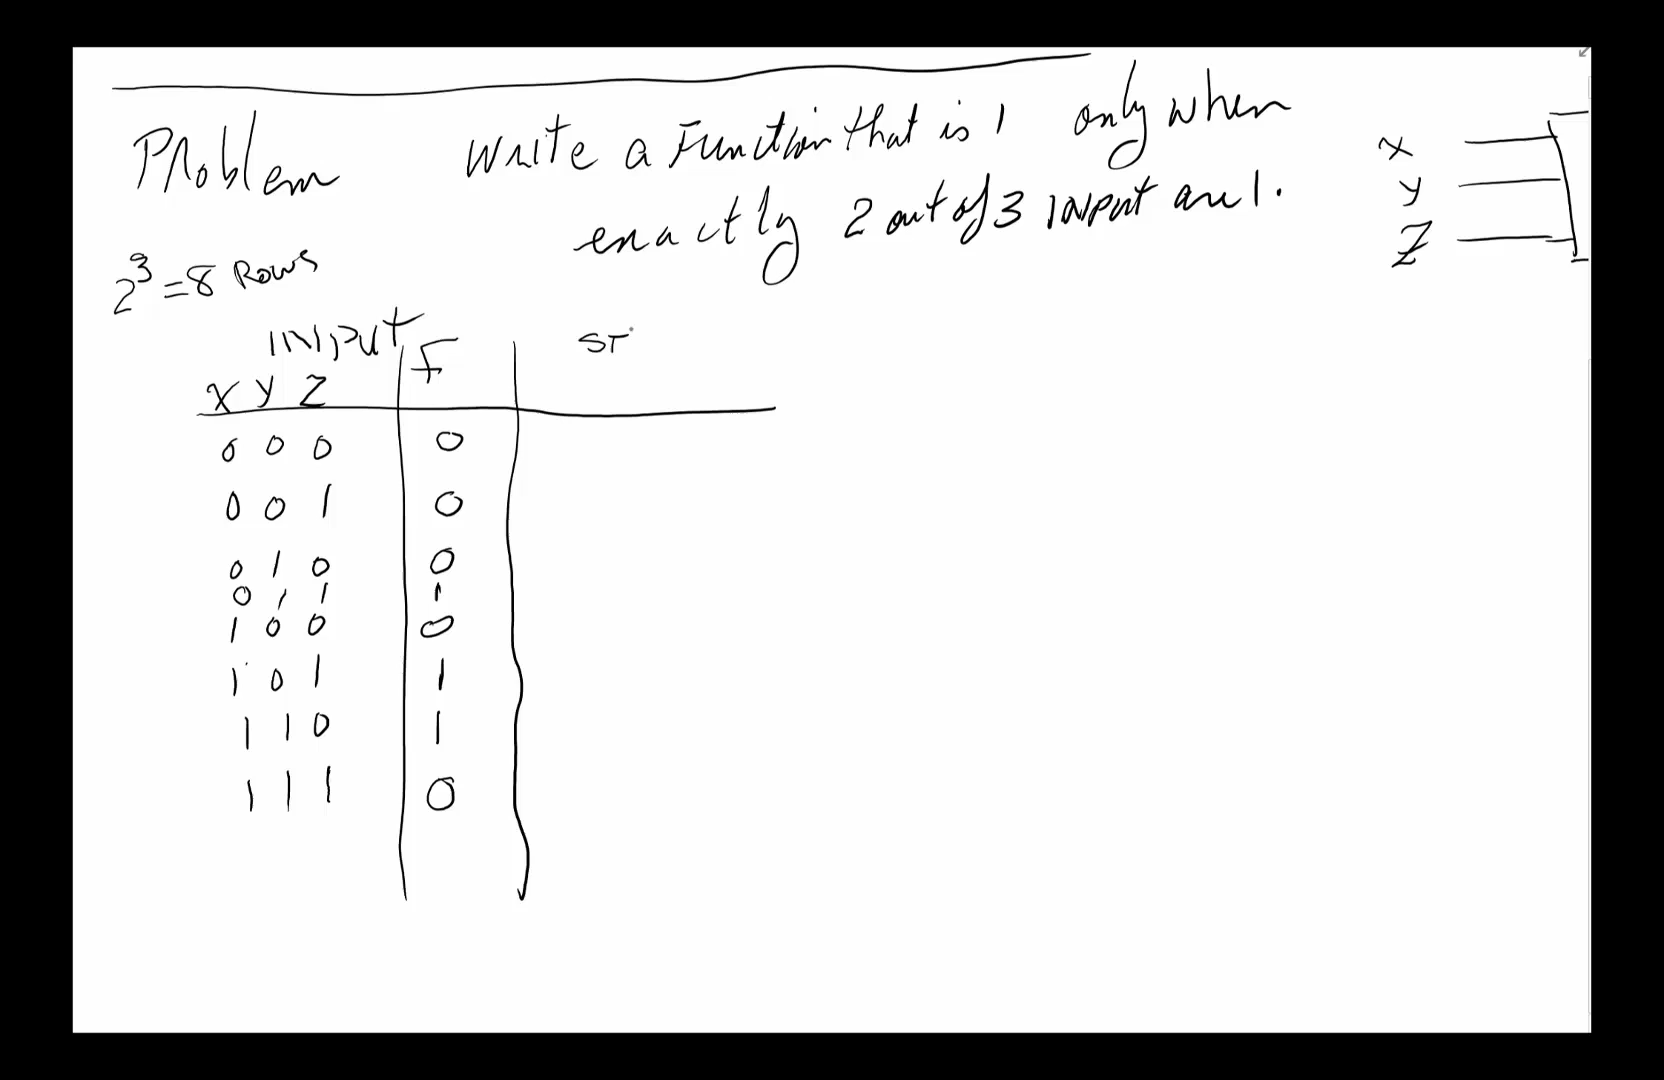 Problem Write a Function that is 1 only when
exactly 2 out of 3 INPUT are 1.
x
y
Z
2³ = 8 Rows
INPUT F ST
X Y Z
0 0 0 0
0 0 1 0
0 1 0 0
0 1 1 1
1 0 0 0
1 0 1 1
1 1 0 1
1 1 1 0